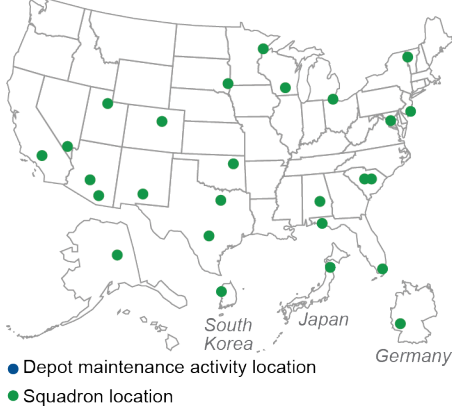 South
Korea
Japan
Germany
Depot maintenance activity location
Squadron location